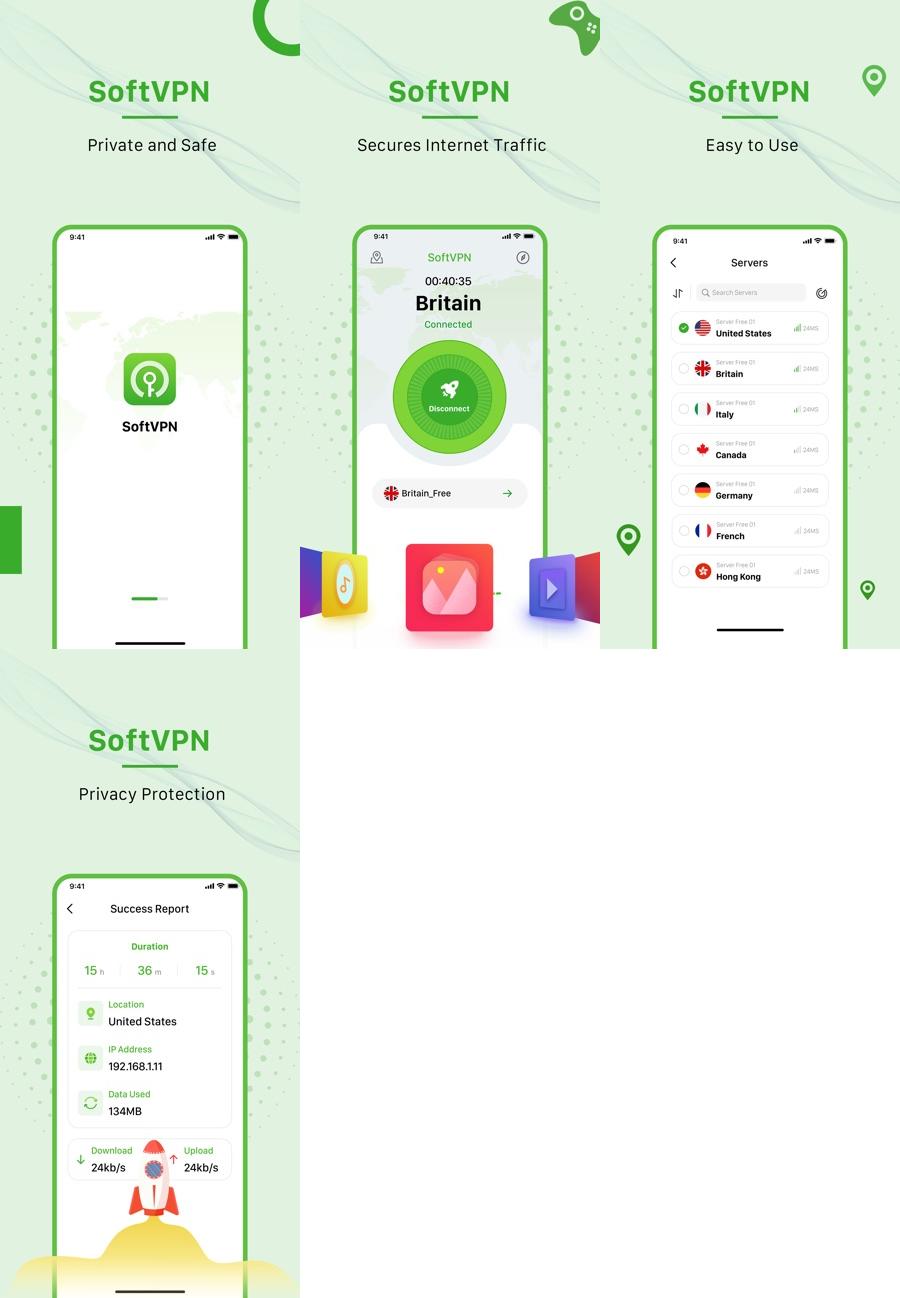 SoftVPN
Private and Safe
9:41
SoftVPN
SoftVPN
Secures Internet Traffic
9:41
SoftVPN
00:40:35
Britain
Connected
Disconnect
Britain_Free
SoftVPN
Easy to Use
9:41
Servers
Search Servers
Server Free 01
United States
24MS
Server Free 01
Britain
24MS
Server Free 01
Italy
24MS
Server Free 01
Canada
24MS
Server Free 01
Germany
24MS
Server Free 01
French
24MS
Server Free 01
Hong Kong
24MS
SoftVPN
Privacy Protection
9:41
Success Report
Duration
15 h 36 m 15 s
Location
United States
IP Address
192.168.1.11
Data Used
134MB
Download
24kb/s
Upload
24kb/s